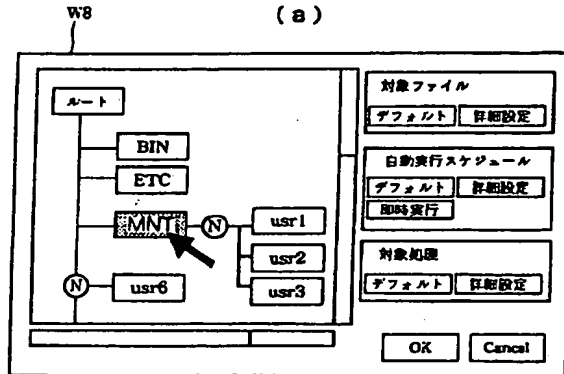 W8
(a)
ルート
BIN
ETC
MNT
N
usr1
usr2
usr3
N
usr6
対象ファイル
デフォルト 詳細設定
自動実行スケジュール
デフォルト 詳細設定
即時実行
対象処理
デフォルト 詳細設定
OK Cancel